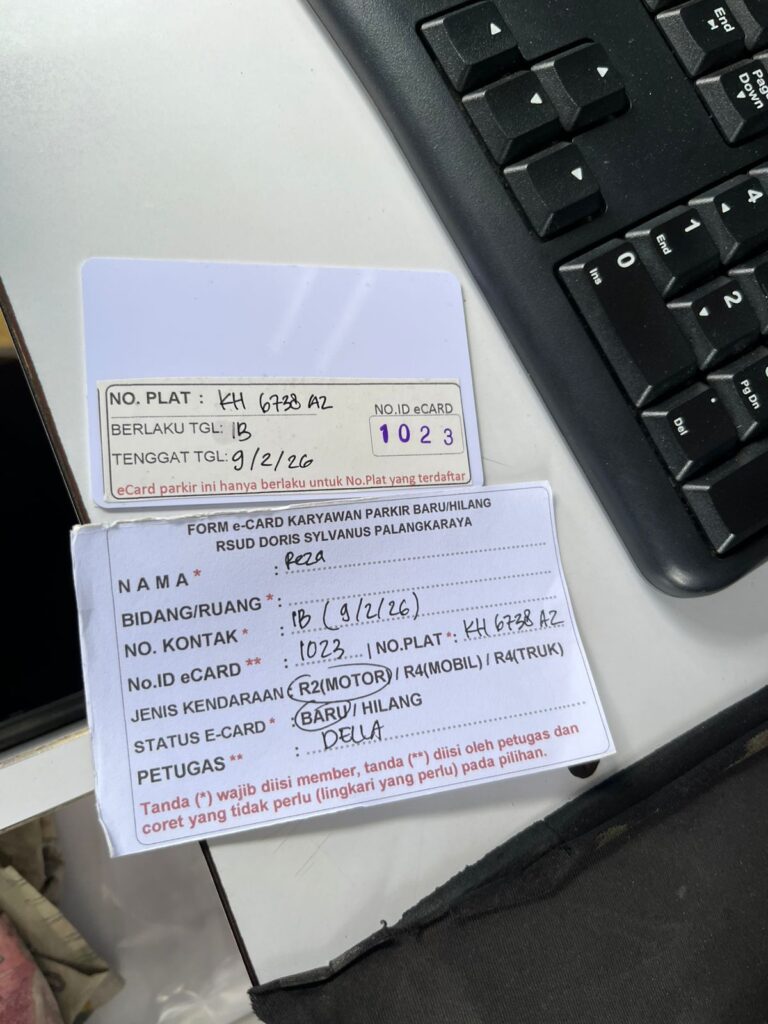 NO. PLAT : KH 6738 AZ
BERLAKU TGL: 1B
TENGGAT TGL: 9/2/26
NO.ID eCARD
1023
eCard parkir ini hanya berlaku untuk No.Plat yang terdaftar
FORM e-CARD KARYAWAN PARKIR BARU/HILANG
RSUD DORIS SYLVANUS PALANGKARAYA
NAMA * : Reza
BIDANG/RUANG * :
NO. KONTAK * : 1B (9/2/26)
No.ID eCARD ** : 1023 | NO.PLAT *: KH 6738 AZ
JENIS KENDARAAN : R2(MOTOR) / R4(MOBIL) / R4(TRUK)
STATUS E-CARD * : BARU / HILANG
PETUGAS ** : DELLA
Tanda (*) wajib diisi member, tanda (**) diisi oleh petugas dan
coret yang tidak perlu (lingkari yang perlu) pada pilihan.
End
Page
Down
0
Ins
1
End
4
2
Pg Dn
.
Del